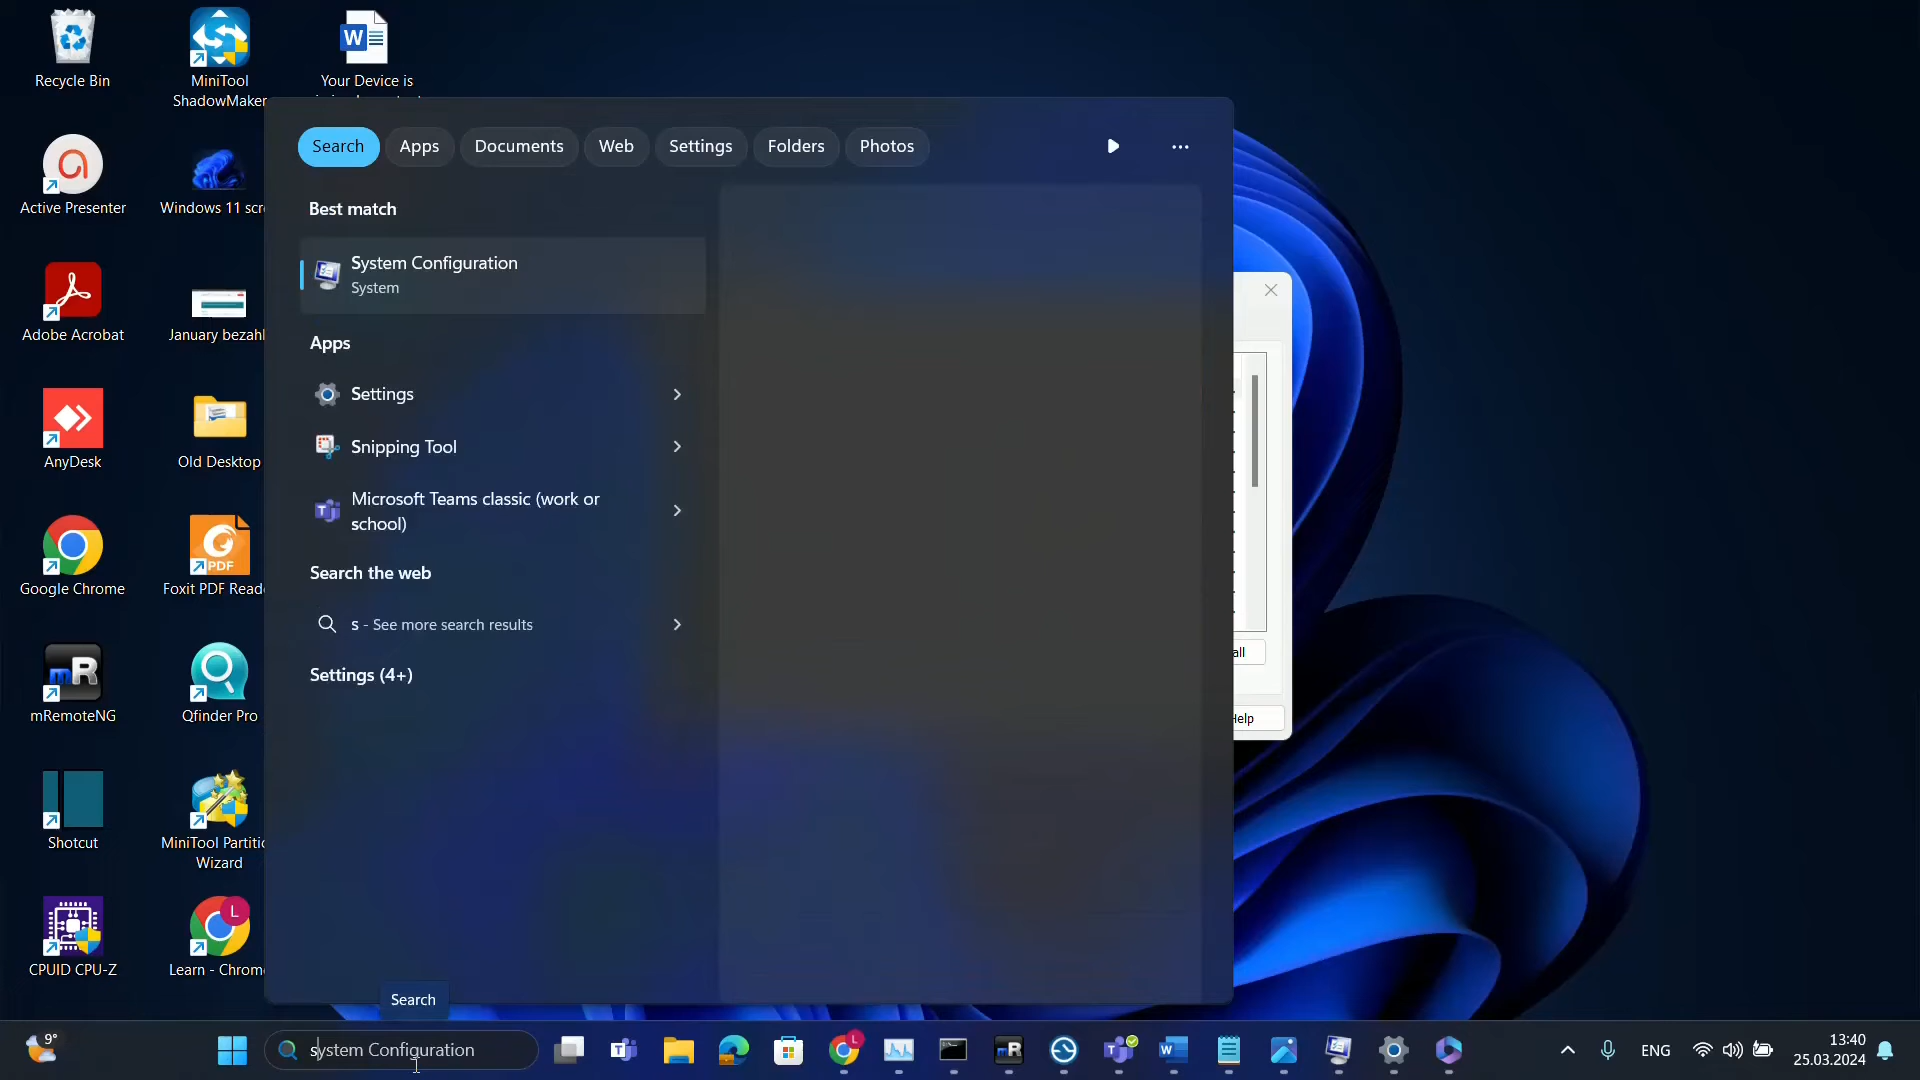 Recycle Bin
MiniTool
ShadowMaker
Your Device is
Search
Apps
Documents
Web
Settings
Folders
Photos
Active Presenter
Windows 11 scr
Best match
System Configuration
System
Adobe Acrobat
January bezahl
Apps
Settings
Snipping Tool
AnyDesk
Old Desktop
Microsoft Teams classic (work or
school)
Google Chrome
Foxit PDF Read
PDF
Search the web
s - See more search results
all
Settings (4+)
mR
mRemoteNG
Qfinder Pro
Help
Shotcut
MiniTool Partiti
Wizard
L
CPUID CPU-Z
Learn - Chrom
Search
9°
system Configuration
L
mR
ENG
13:40
25.03.2024